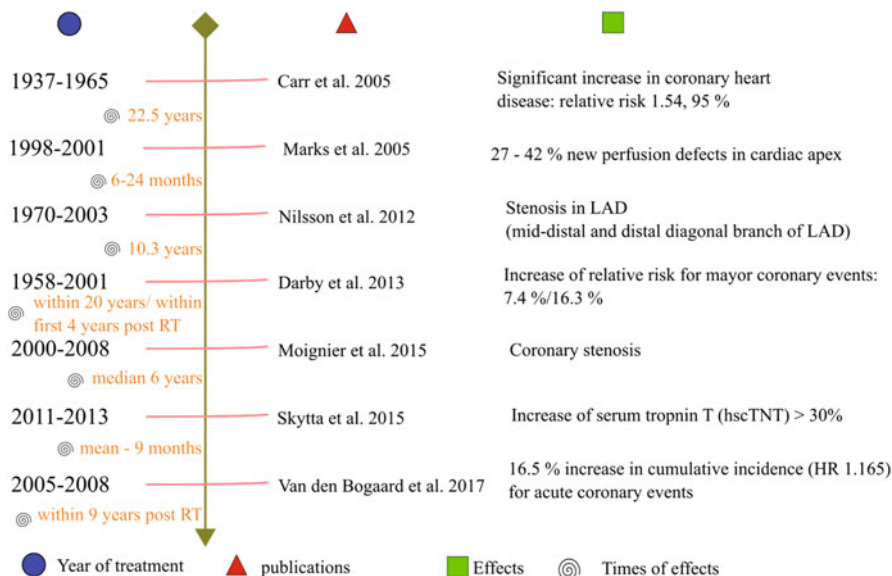 1937-1965
Carr et al. 2005
Significant increase in coronary heart
disease: relative risk 1.54, 95 %
22.5 years
1998-2001
Marks et al. 2005
27 - 42 % new perfusion defects in cardiac apex
6-24 months
1970-2003
Nilsson et al. 2012
Stenosis in LAD
(mid-distal and distal diagonal branch of LAD)
10.3 years
1958-2001
Darby et al. 2013
Increase of relative risk for mayor coronary events:
7.4 %/16.3 %
within 20 years/ within
first 4 years post RT
2000-2008
Moignier et al. 2015
Coronary stenosis
median 6 years
2011-2013
Skytta et al. 2015
Increase of serum tropnin T (hscTNT) > 30%
mean - 9 months
2005-2008
Van den Bogaard et al. 2017
16.5 % increase in cumulative incidence (HR 1.165)
for acute coronary events
within 9 years post RT
Year of treatment
publications
Effects
Times of effects